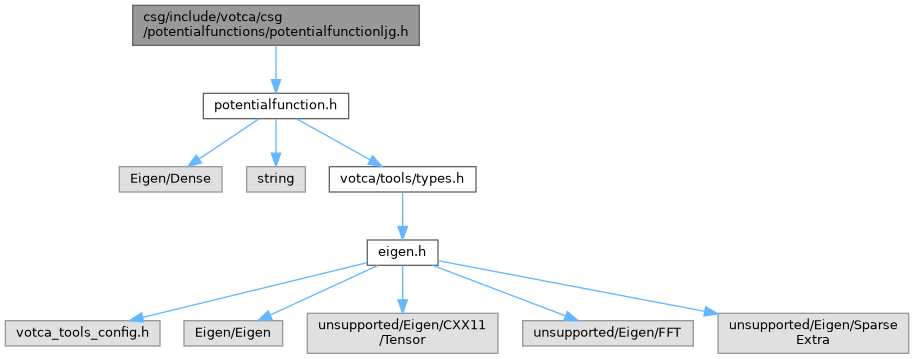 csg/include/votca/csg
/potentialfunctions/potentialfunctionljg.h
potentialfunction.h
Eigen/Dense
string
votca/tools/types.h
eigen.h
votca_tools_config.h
Eigen/Eigen
unsupported/Eigen/CXX11
/Tensor
unsupported/Eigen/FFT
unsupported/Eigen/Sparse
Extra